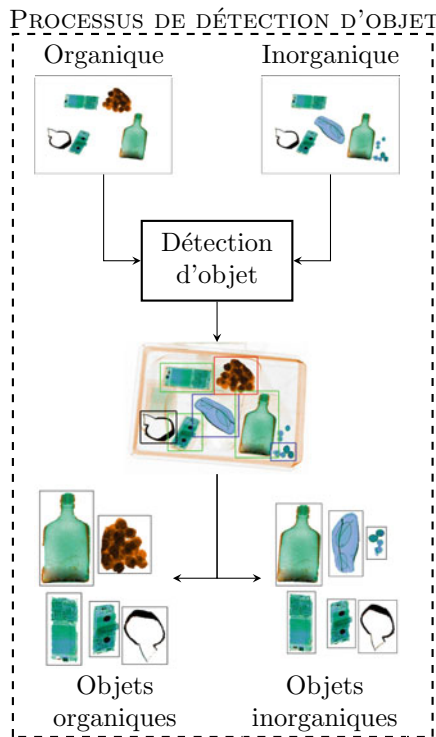 PROCESSUS DE DÉTECTION D'OBJET
Organique
Inorganique
Détection
d'objet
Objets
organiques
Objets
inorganiques